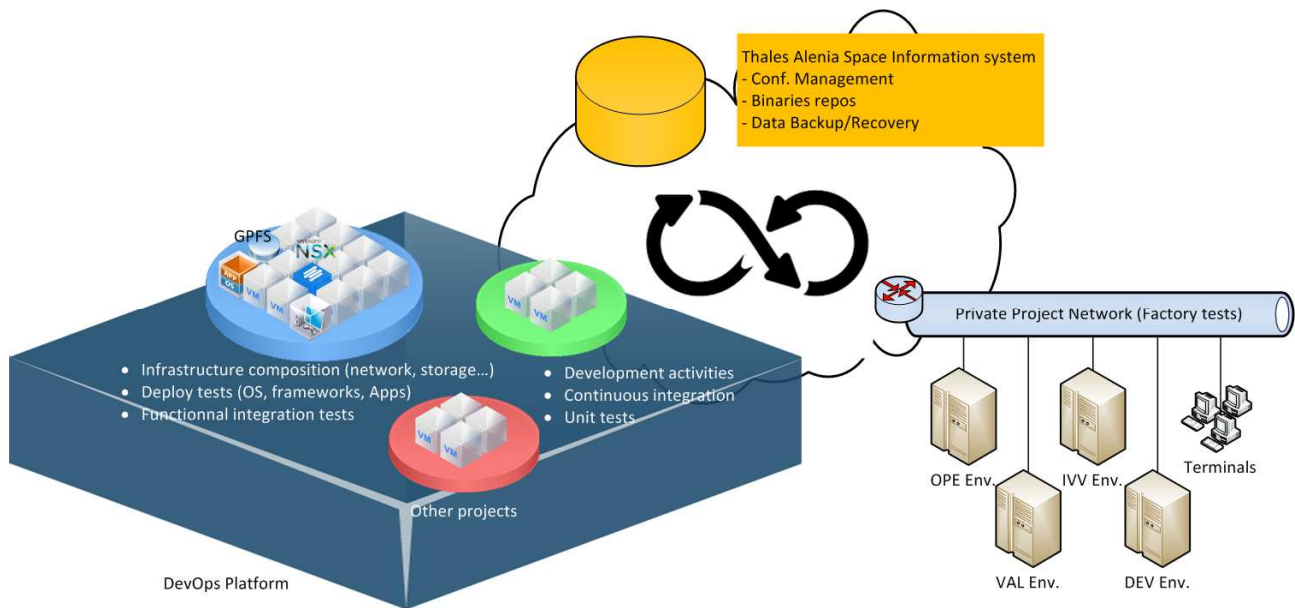 Thales Alenia Space Information system
- Conf. Management
- Binaries repos
- Data Backup/Recovery
GPFS
vmware
NSX
APP
OS
VM
VM
VM
VM
• Infrastructure composition (network, storage…)
• Deploy tests (OS, frameworks, Apps)
• Functionnal integration tests
• Development activities
• Continuous integration
• Unit tests
VM
VM
Other projects
DevOps Platform
Private Project Network (Factory tests)
OPE Env.
IVV Env.
Terminals
VAL Env.
DEV Env.